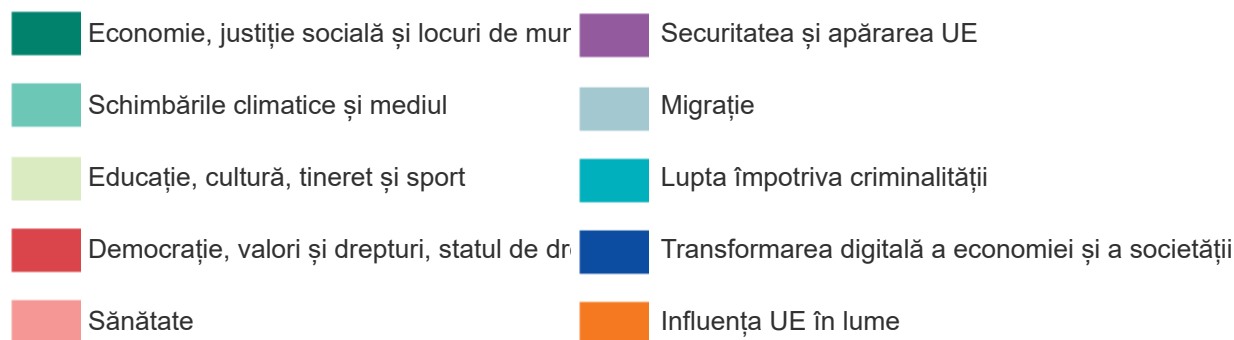 Economie, justiție socială și locuri de
Schimbările climatice și mediul
Educație, cultură, tineret și sport
Democrație, valori și drepturi, statul de
Sănătate
Securitatea și apărarea UE
Migrație
Lupta împotriva criminalității
Transformarea digitală a economiei și a societății
Influența UE în lume